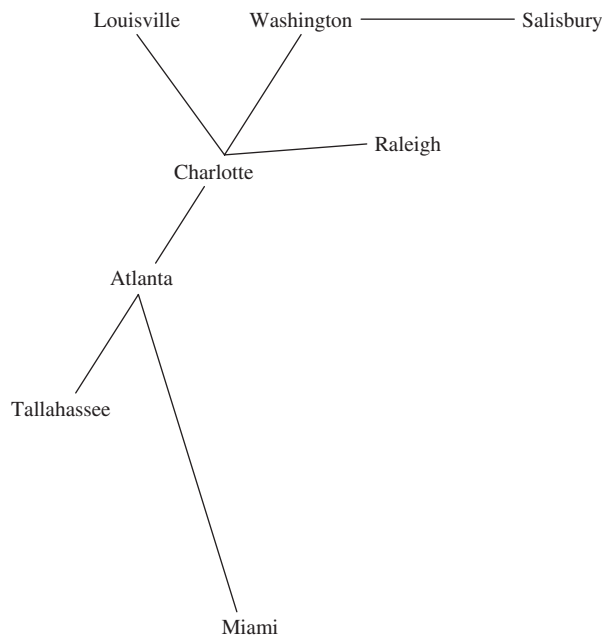 Louisville
Washington
Salisbury
Raleigh
Charlotte
Atlanta
Tallahassee
Miami